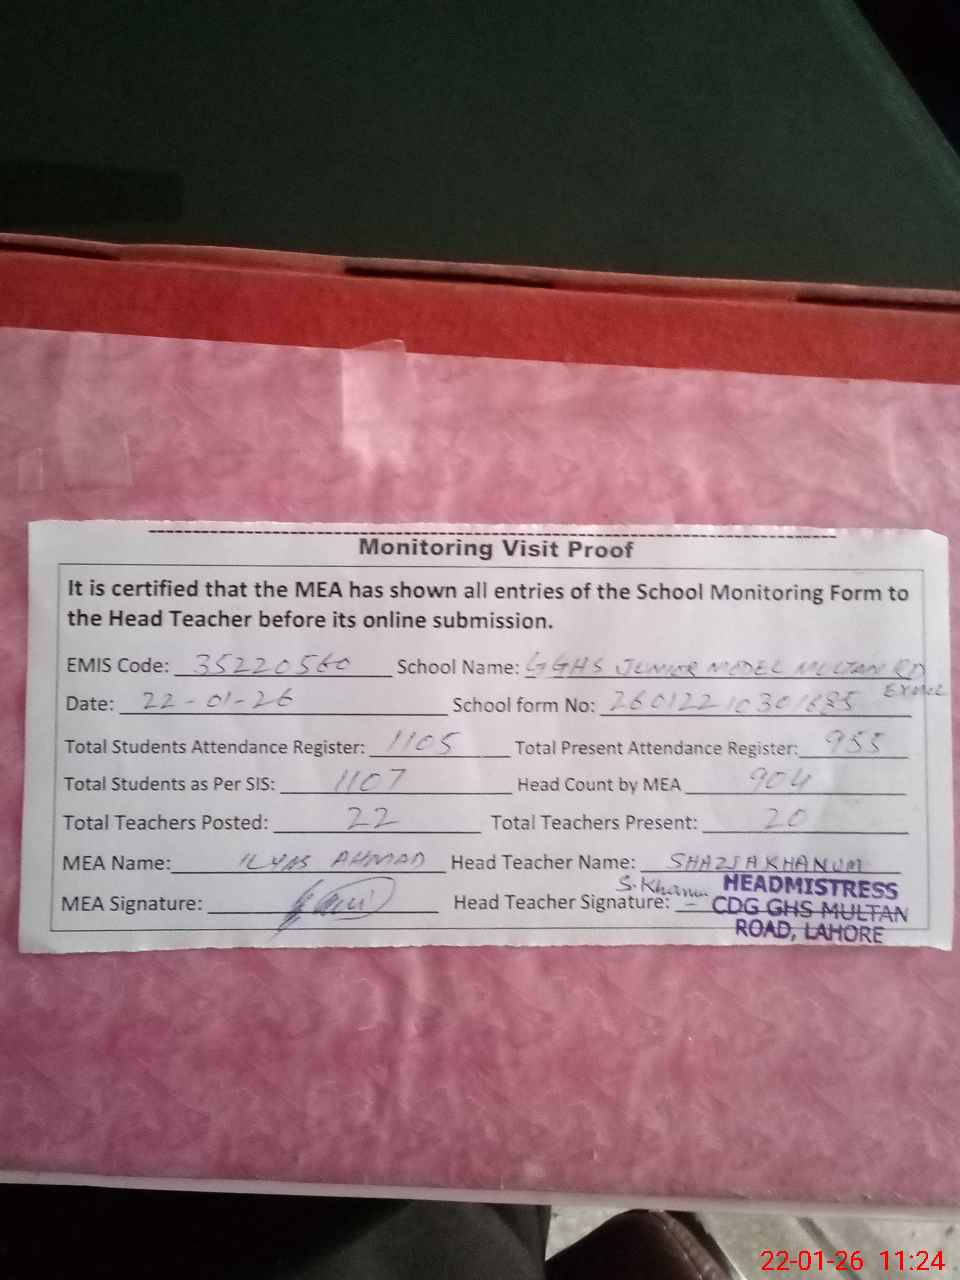 Monitoring Visit Proof
It is certified that the MEA has shown all entries of the School Monitoring Form to
the Head Teacher before its online submission.
EMIS Code: 35220560 School Name: GGHS JUNIOR MODEL MULTAN RD
Date: 22-01-26 School form No: 26012210301685
Total Students Attendance Register: 1105 Total Present Attendance Register: 955
Total Students as Per SIS: 1107 Head Count by MEA 904
Total Teachers Posted: 22 Total Teachers Present: 20
MEA Name: ILYAS AHMAD Head Teacher Name: SHAZIA KHANUM
MEA Signature: Head Teacher Signature: S. Khanum
HEADMISTRESS
CDG GHS MULTAN
ROAD, LAHORE
22-01-26 11:24